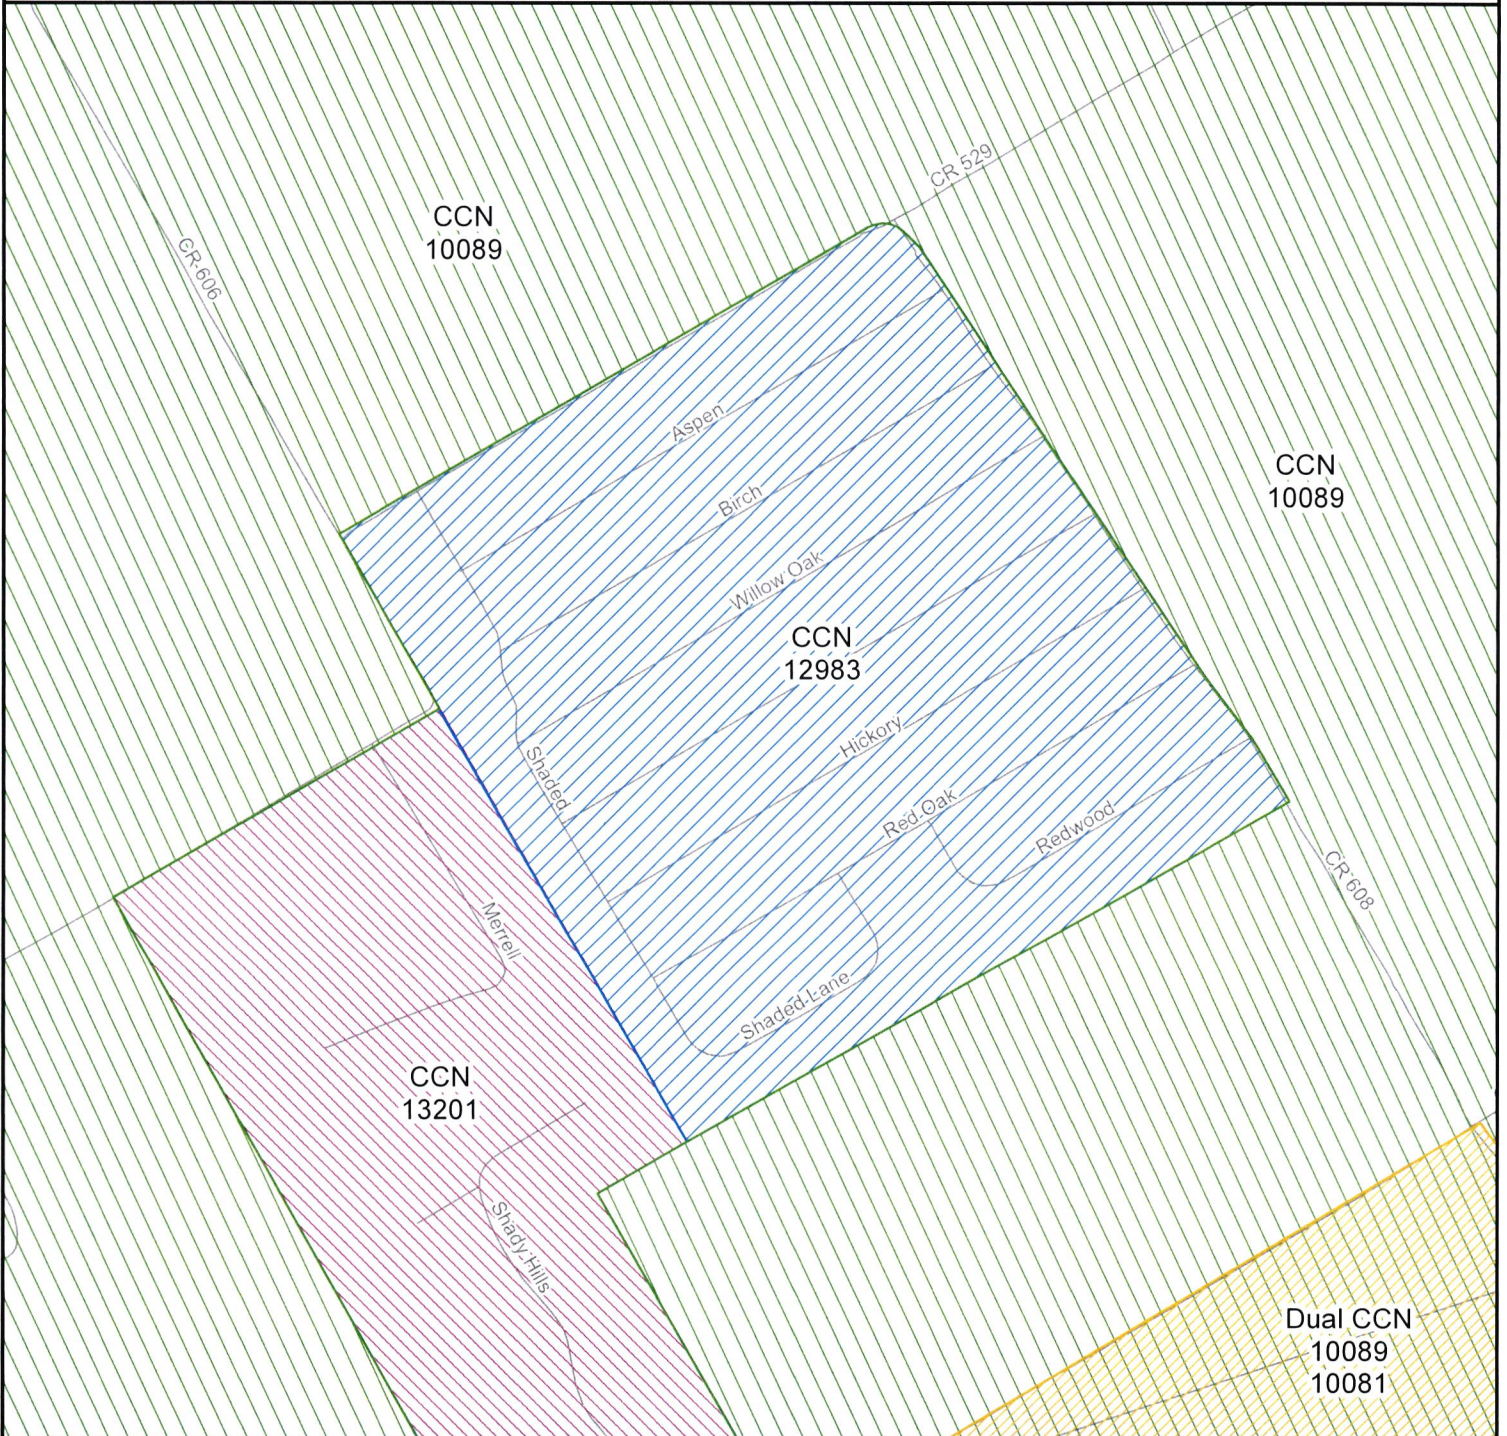 CR 529
CCN
10089
CR 606
Aspen
CCN
10089
Birch
Willow Oak
CCN
12983
Hickory
Shaded
Red Oak
Redwood
CR 608
Merrell
Shaded Lane
CCN
13201
Shady Hills
Dual CCN
10089
10081